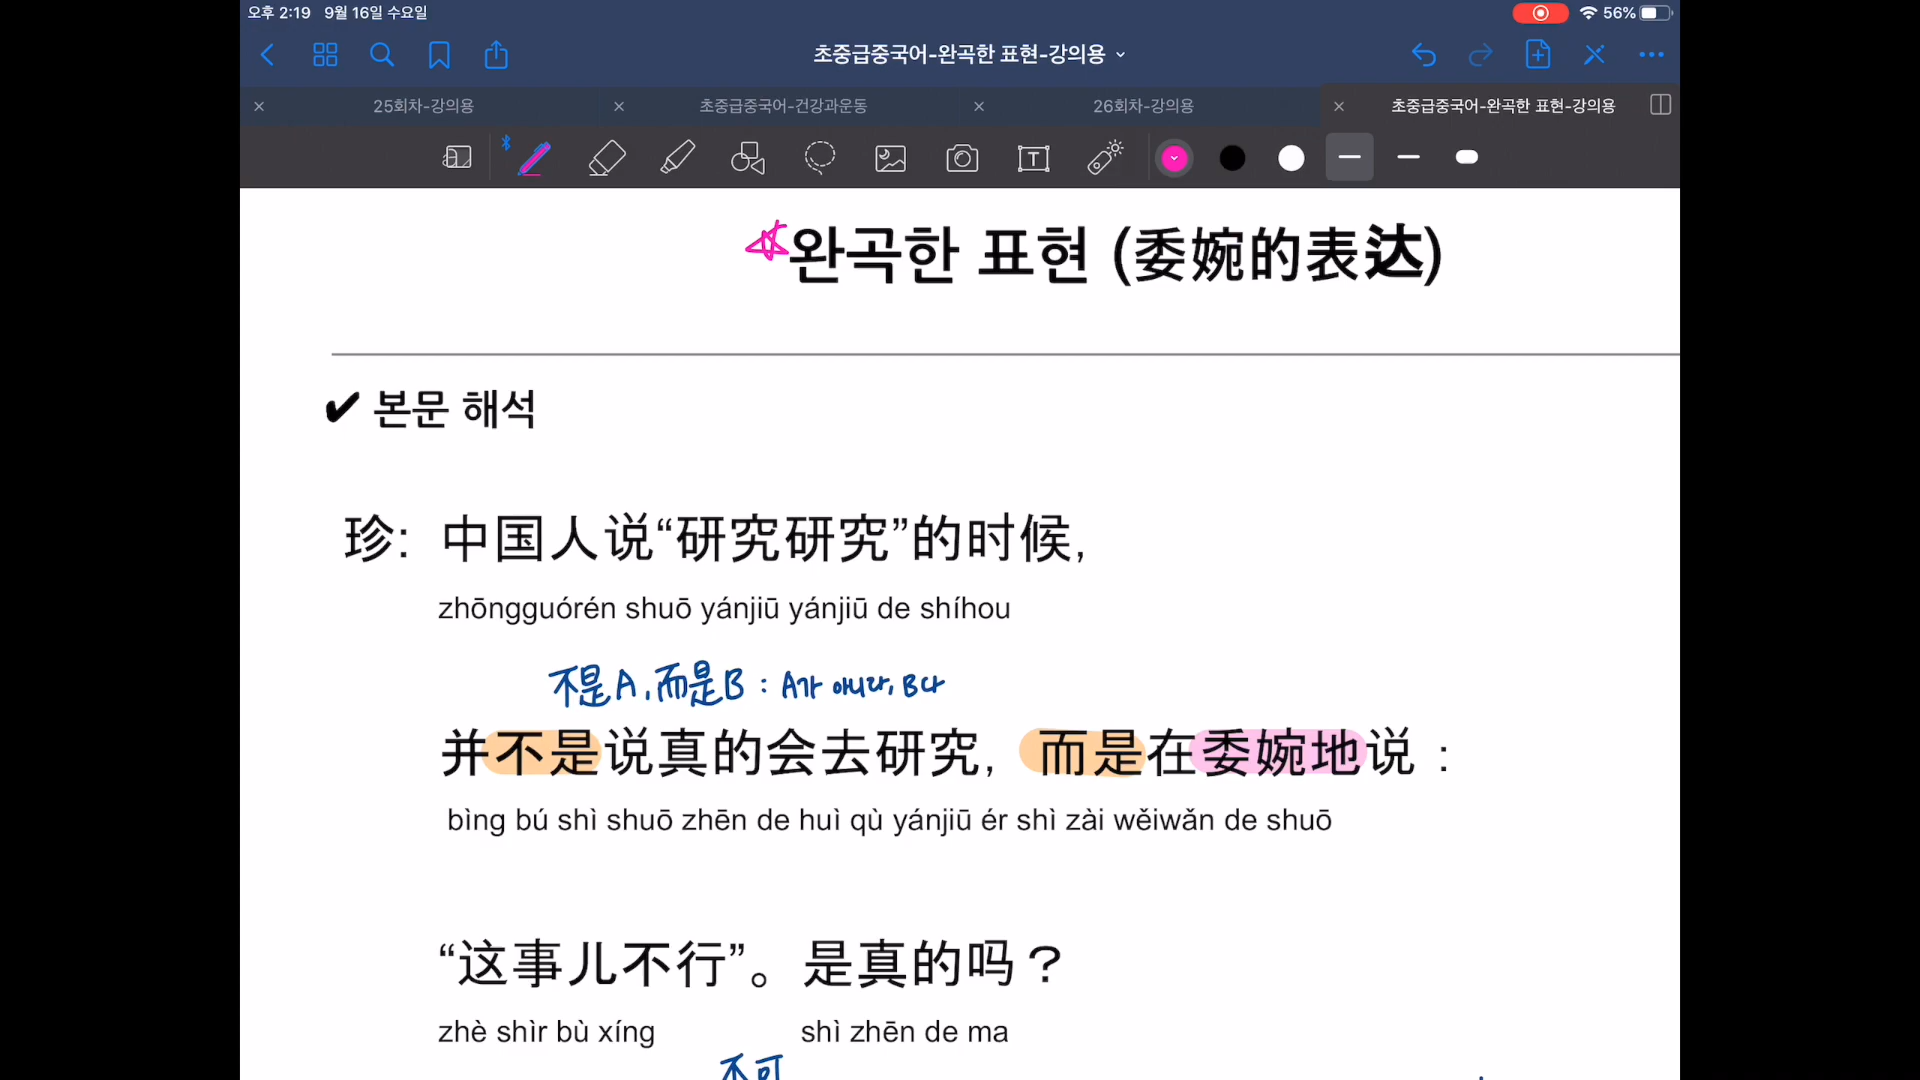 오후 2:19 9월 16일 수요일 56%
초중급중국어-완곡한 표현-강의용
25회차-강의용 초중급중국어-건강과운동 26회차-강의용 초중급중국어-완곡한 표현-강의용
완곡한 표현 (委婉的表达)
✔ 본문 해석
珍: 中国人说“研究研究”的时候,
zhōngguórén shuō yánjiū yánjiū de shíhou
不是A, 而是B : A가 아니라, B다
并不是说真的会去研究, 而是在委婉地说 :
bìng bú shì shuō zhēn de huì qù yánjiū ér shì zài wěiwǎn de shuō
“这事儿不行”。是真的吗？
zhè shìr bù xíng shì zhēn de ma
不可